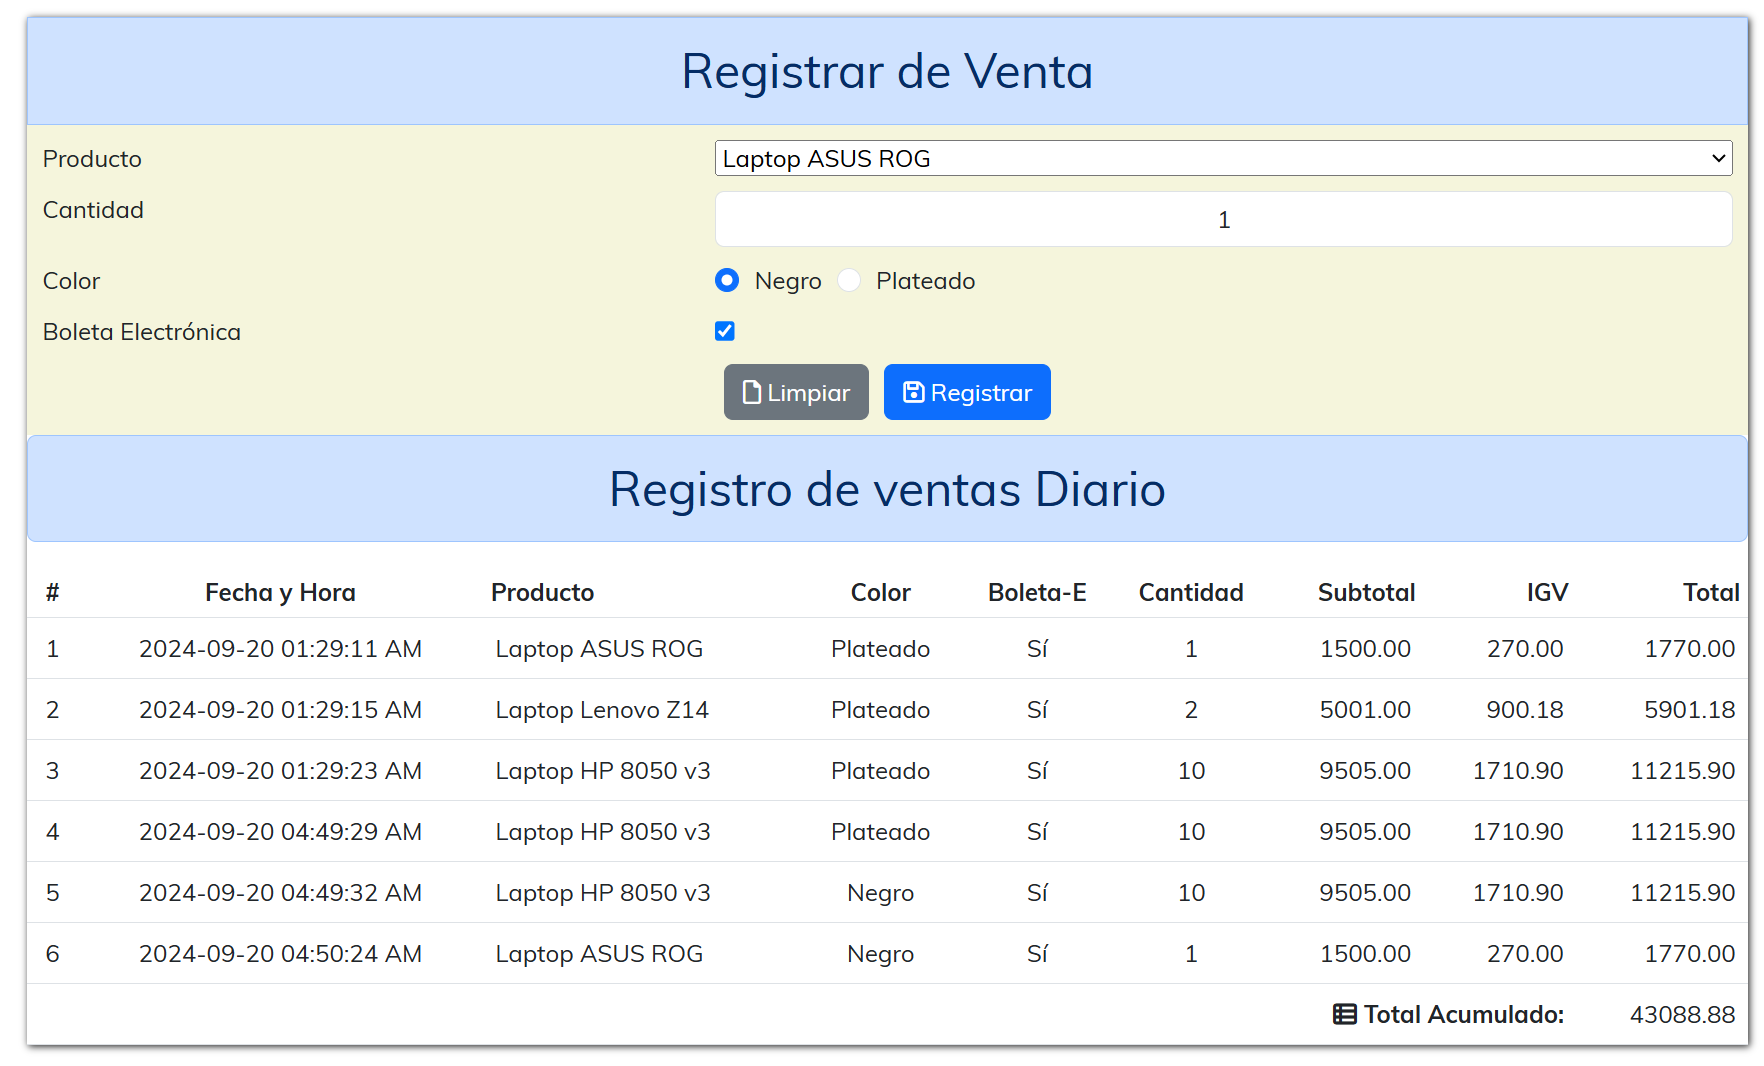 Registrar de Venta
Producto Laptop ASUS ROG
Cantidad 1
Color Negro Plateado
Boleta Electrónica
Limpiar Registrar
Registro de ventas Diario
# Fecha y Hora Producto Color Boleta-E Cantidad Subtotal IGV Total
1 2024-09-20 01:29:11 AM Laptop ASUS ROG Plateado Sí 1 1500.00 270.00 1770.00
2 2024-09-20 01:29:15 AM Laptop Lenovo Z14 Plateado Sí 2 5001.00 900.18 5901.18
3 2024-09-20 01:29:23 AM Laptop HP 8050 v3 Plateado Sí 10 9505.00 1710.90 11215.90
4 2024-09-20 04:49:29 AM Laptop HP 8050 v3 Plateado Sí 10 9505.00 1710.90 11215.90
5 2024-09-20 04:49:32 AM Laptop HP 8050 v3 Negro Sí 10 9505.00 1710.90 11215.90
6 2024-09-20 04:50:24 AM Laptop ASUS ROG Negro Sí 1 1500.00 270.00 1770.00
Total Acumulado: 43088.88